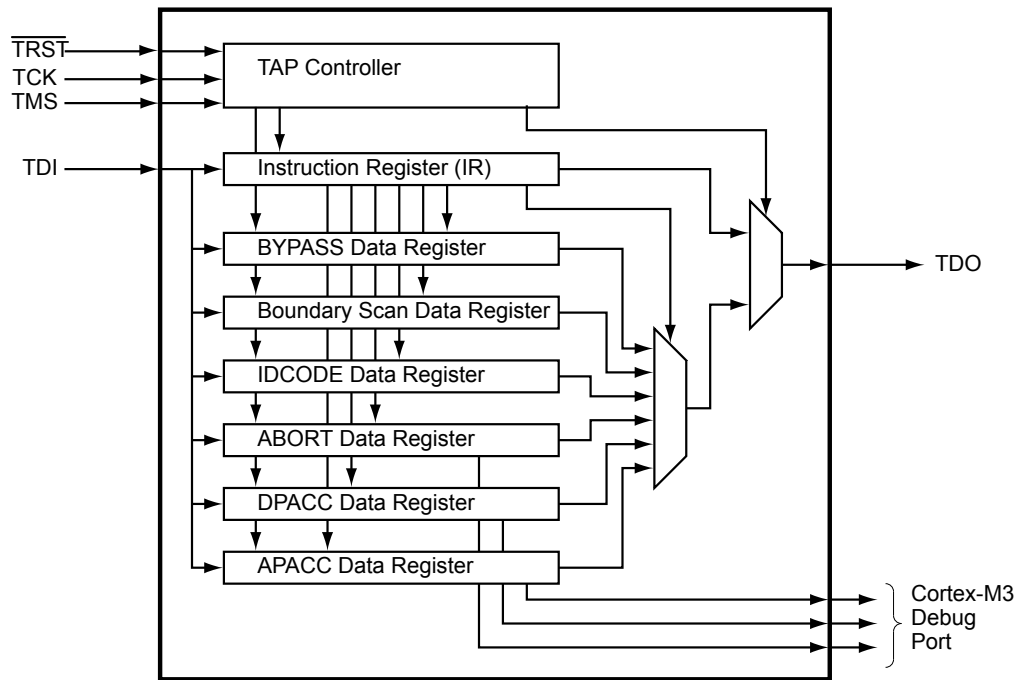 TRST
TCK
TMS
TDI
TAP Controller
Instruction Register (IR)
BYPASS Data Register
Boundary Scan Data Register
IDCODE Data Register
ABORT Data Register
DPACC Data Register
APACC Data Register
TDO
Cortex-M3
Debug
Port